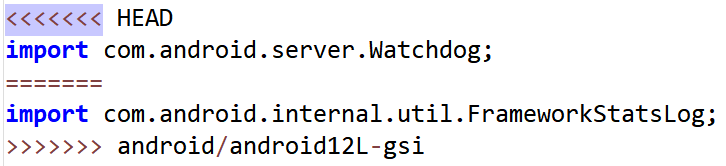 <<<<<<< HEAD
import com.android.server.Watchdog;
=======
import com.android.internal.util.FrameworkStatsLog;
>>>>>>> android/android12L-gsi